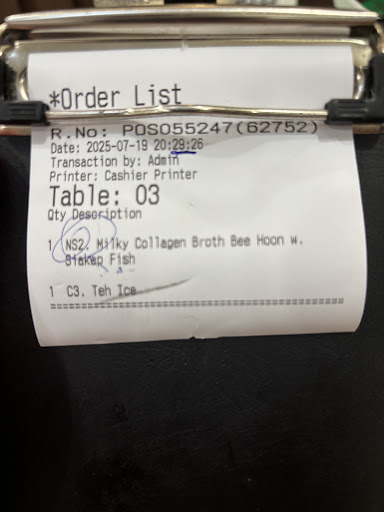 *Order List
R.No: POS055247(62752)
Date: 2025-07-19 20:29:26
Transaction by: Admin
Printer: Cashier Printer
Table: 03
Qty Description
1 NS2. Milky Collagen Broth Bee Hoon w.
Siakap Fish
1 C3. Teh Ice